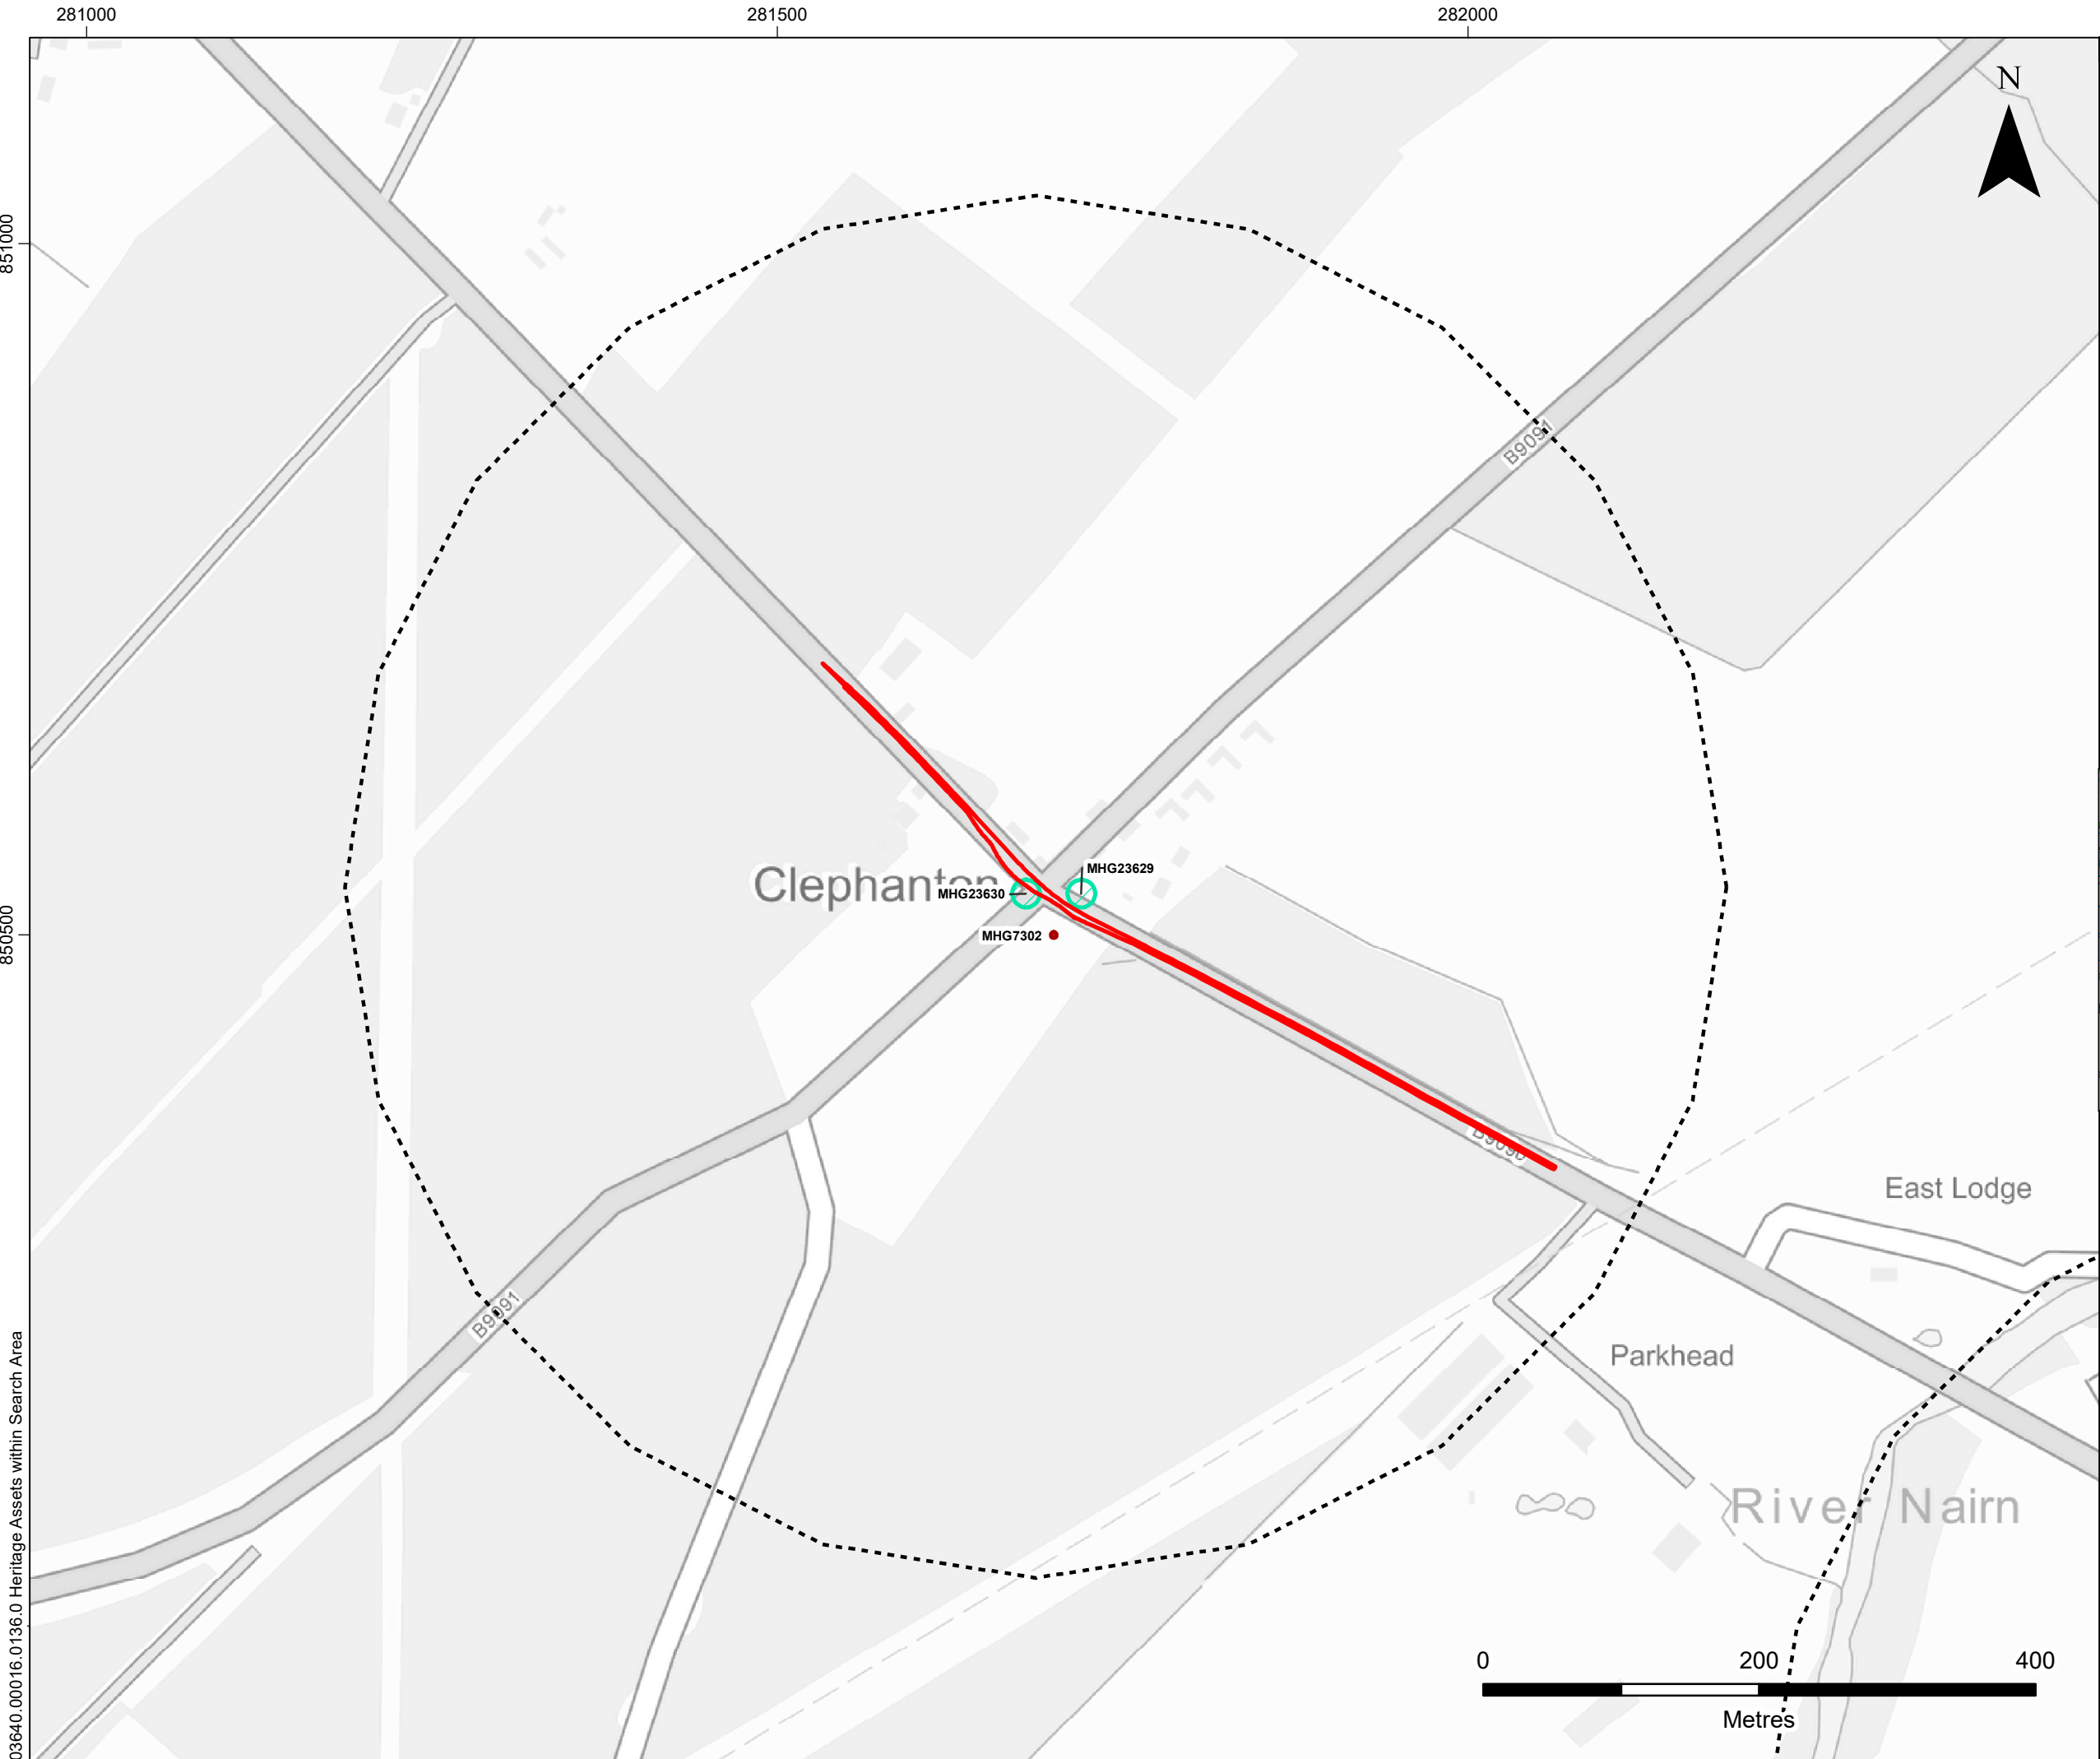 281000
281500
282000
N
851000
B9091
MHG23629
Clephanton
MHG23630
MHG7302
850500
B9090
East Lodge
B9091
Parkhead
River Nairn
0 200 400
Metres
03640.00016.0136.0 Heritage Assets within Search Area